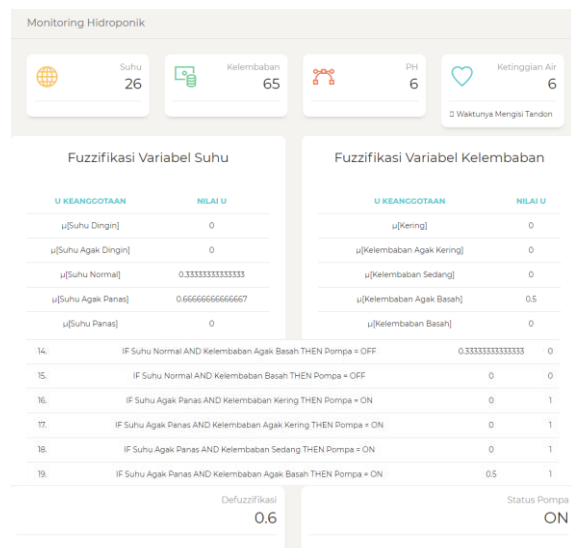 Monitoring Hidroponik
Suhu
26
Kelembaban
65
PH
6
Ketinggian Air
6
Waktunya Mengisi Tandon
Fuzzifikasi Variabel Suhu
U KEANGGOTAAN NILAI U
μ[Suhu Dingin] 0
μ[Suhu Agak Dingin] 0
μ[Suhu Normal] 0.33333333333333
μ[Suhu Agak Panas] 0.66666666666667
μ[Suhu Panas] 0
Fuzzifikasi Variabel Kelembaban
U KEANGGOTAAN NILAI U
μ[Kering] 0
μ[Kelembaban Agak Kering] 0
μ[Kelembaban Sedang] 0
μ[Kelembaban Agak Basah] 0.5
μ[Kelembaban Basah] 0
14. IF Suhu Normal AND Kelembaban Agak Basah THEN Pompa = OFF 0.33333333333333 0
15. IF Suhu Normal AND Kelembaban Basah THEN Pompa = OFF 0 0
16. IF Suhu Agak Panas AND Kelembaban Kering THEN Pompa = ON 0 1
17. IF Suhu Agak Panas AND Kelembaban Agak Kering THEN Pompa = ON 0 1
18. IF Suhu Agak Panas AND Kelembaban Sedang THEN Pompa = ON 0 1
19. IF Suhu Agak Panas AND Kelembaban Agak Basah THEN Pompa = ON 0.5 1
Defuzzifikasi
0.6
Status Pompa
ON